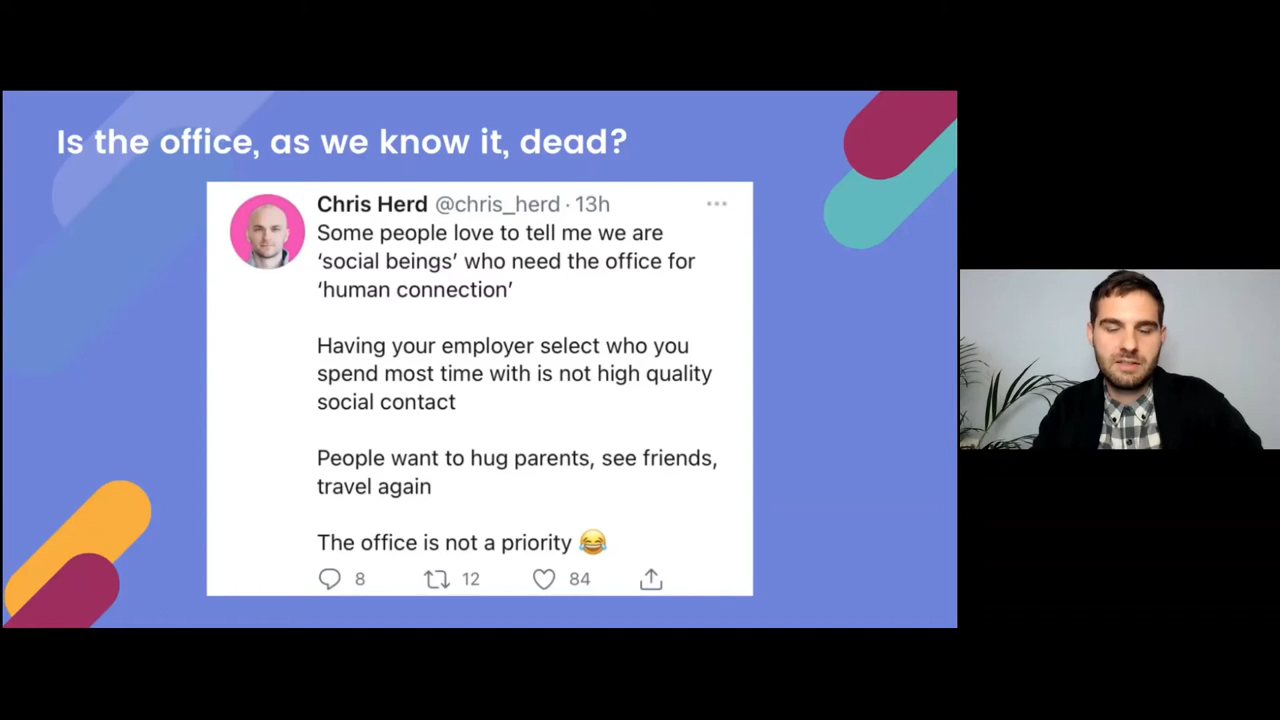 Is the office, as we know it, dead?
Chris Herd @chris_herd · 13h
Some people love to tell me we are
‘social beings’ who need the office for
‘human connection’
Having your employer select who you
spend most time with is not high quality
social contact
People want to hug parents, see friends,
travel again
The office is not a priority 😂
8 12 84